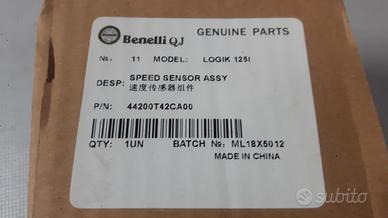 Benelli QJ GENUINE PARTS
№: 11 MODEL: LOGIK 125I
DESP: SPEED SENSOR ASSY
速度传感器组件
P/N: 44200T42CA00
QTY: 1UN BATCH №: ML18X5012
MADE IN CHINA
subito